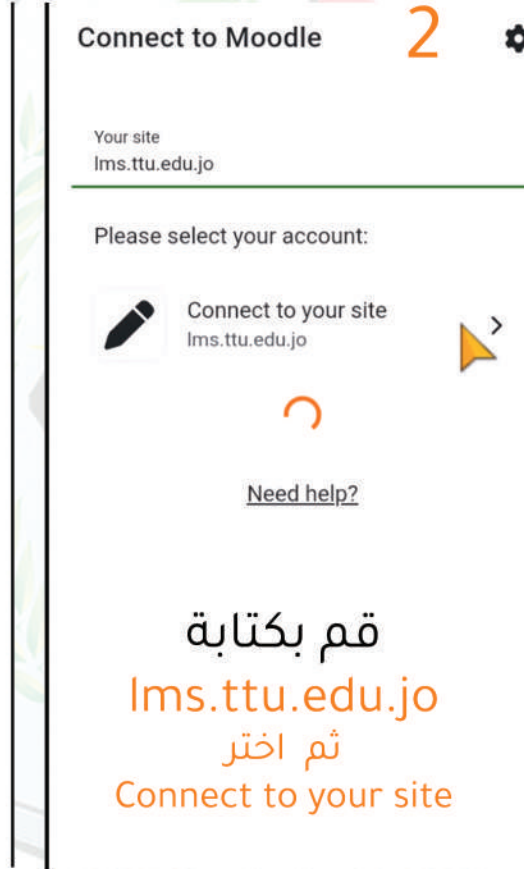 Connect to Moodle 2
Your site
lms.ttu.edu.jo
Please select your account:
Connect to your site
lms.ttu.edu.jo
Need help?
قم بكتابة
lms.ttu.edu.jo
ثم اختر
Connect to your site